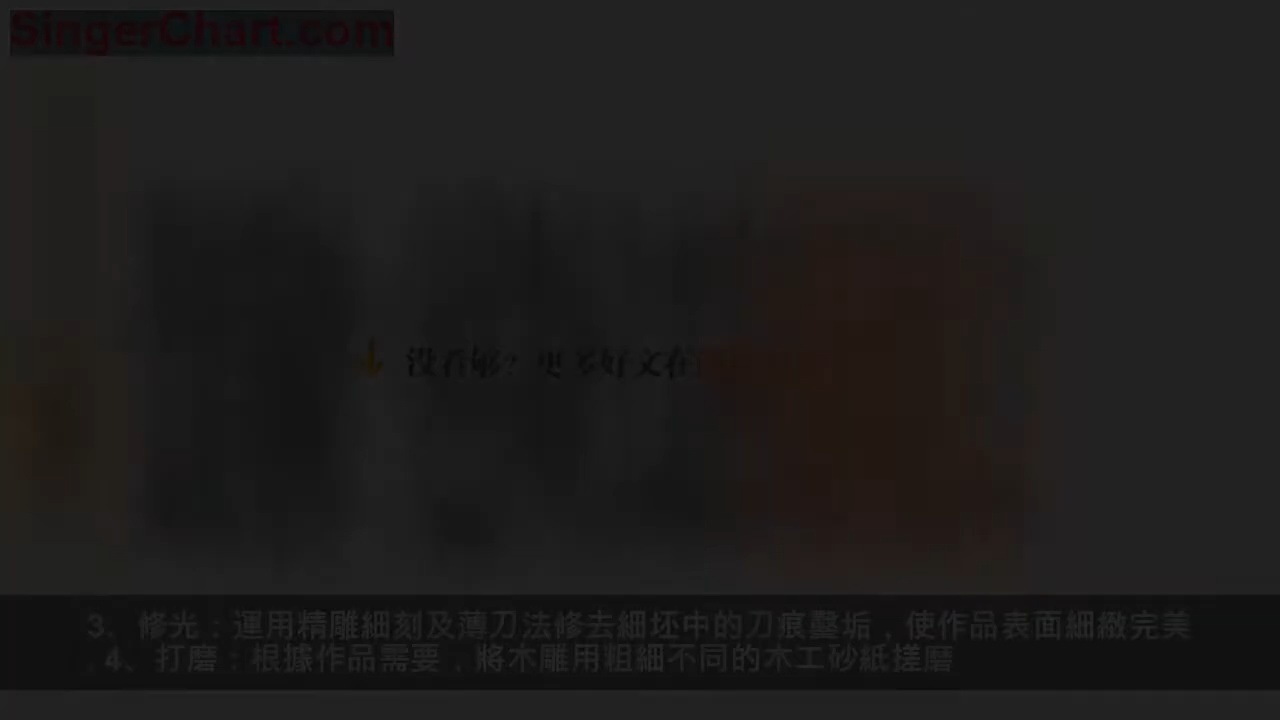 SingerChart.com
没看够？更多好文在
3、修光：運用精雕細刻及薄刀法修去細坯中的刀痕鑿垢，使作品表面細緻完美
. 4、打磨：根據作品需要，將木雕用粗細不同的木工砂紙搓磨